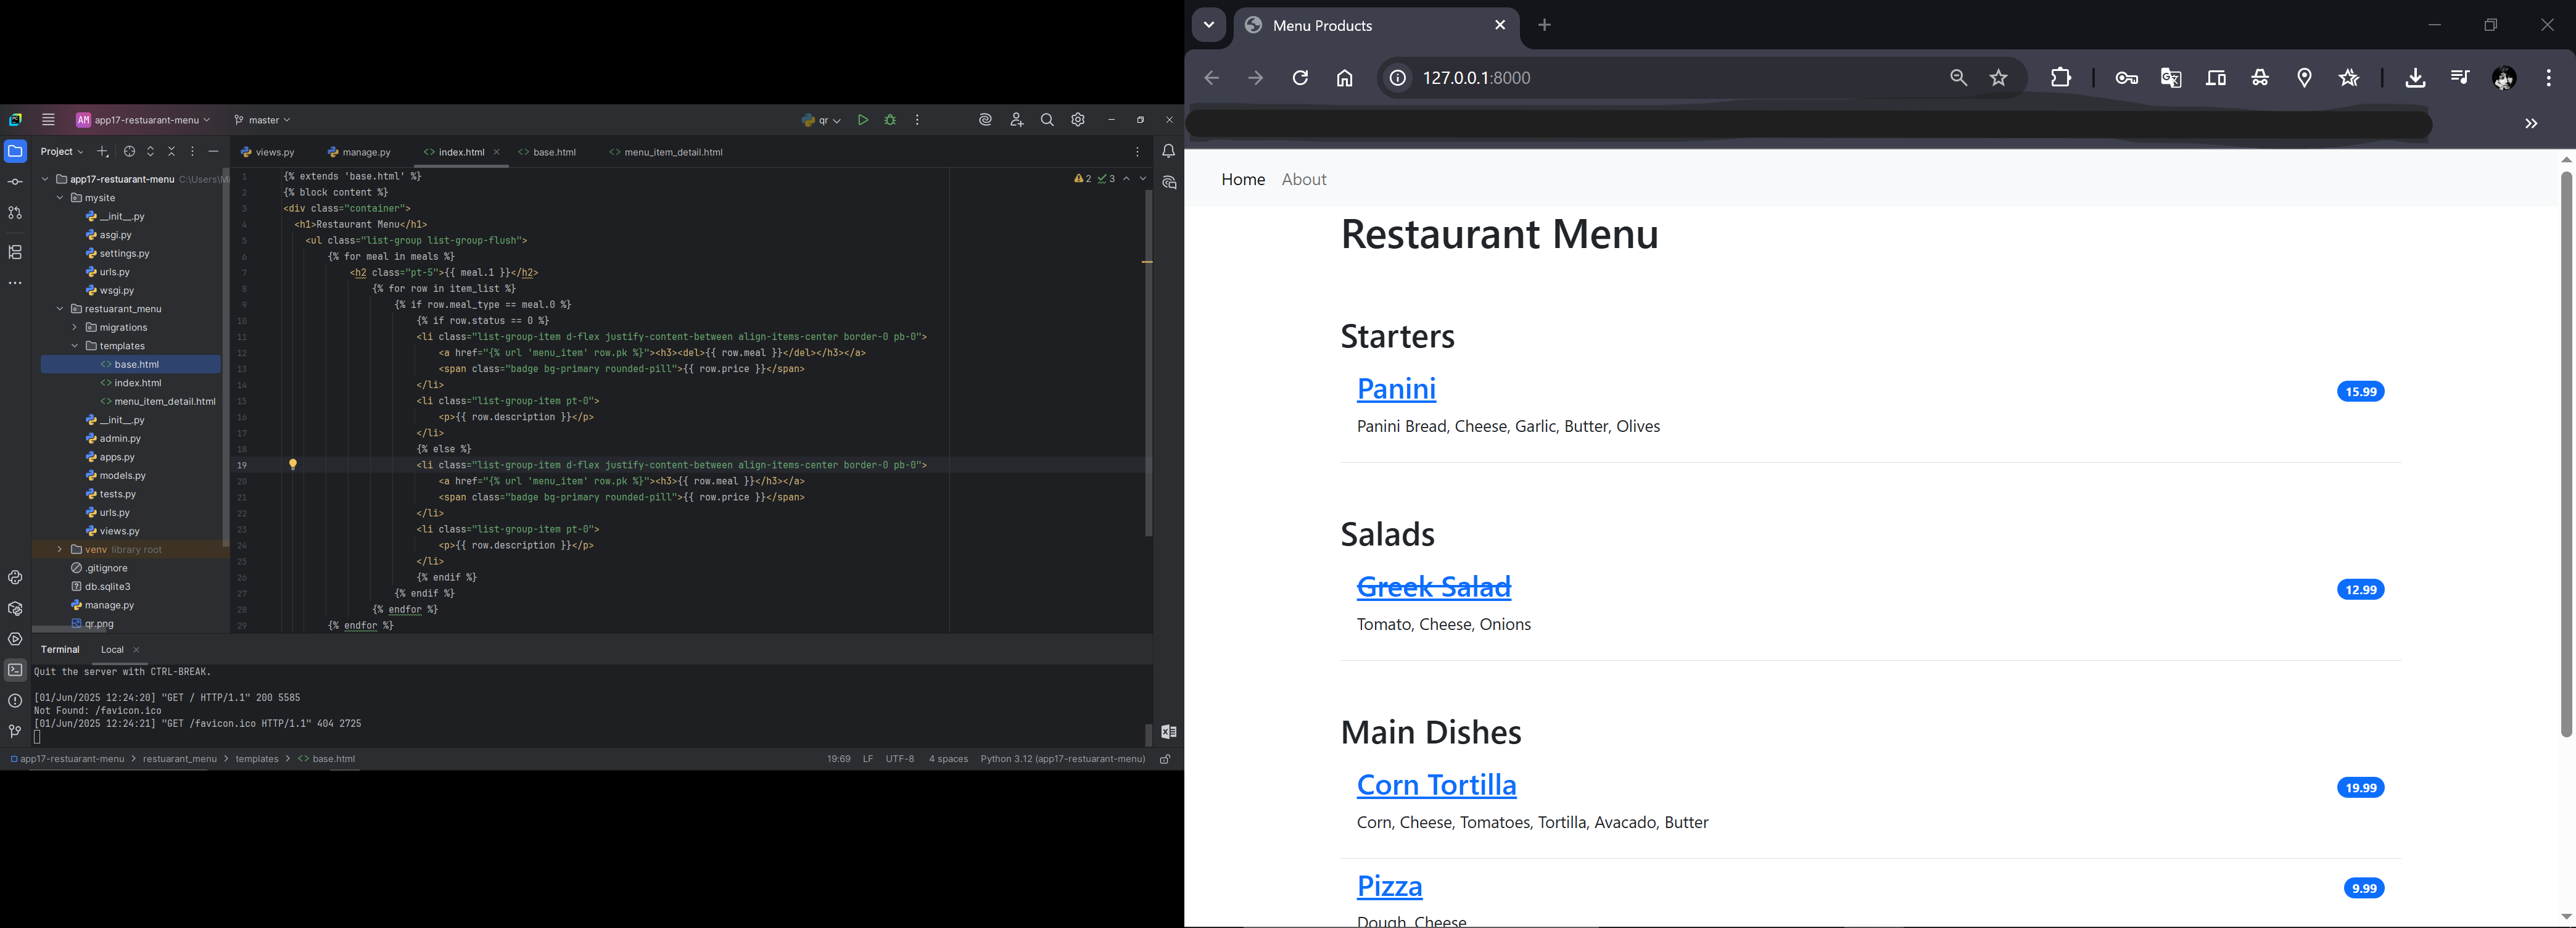 AM app17-restuarant-menu master qr
Project
views.py manage.py index.html base.html menu_item_detail.html
app17-restuarant-menu C:\Users\Mi
mysite
__init__.py
asgi.py
settings.py
urls.py
wsgi.py
restuarant_menu
migrations
templates
base.html
index.html
menu_item_detail.html
__init__.py
admin.py
apps.py
models.py
tests.py
urls.py
views.py
venv library root
.gitignore
db.sqlite3
manage.py
qr.png
2 3
1 {% extends 'base.html' %}
2 {% block content %}
3 <div class="container">
4 <h1>Restaurant Menu</h1>
5 <ul class="list-group list-group-flush">
6 {% for meal in meals %}
7 <h2 class="pt-5">{{ meal.1 }}</h2>
8 {% for row in item_list %}
9 {% if row.meal_type == meal.0 %}
10 {% if row.status == 0 %}
11 <li class="list-group-item d-flex justify-content-between align-items-center border-0 pb-0">
12 <a href="{% url 'menu_item' row.pk %}"><h3><del>{{ row.meal }}</del></h3></a>
13 <span class="badge bg-primary rounded-pill">{{ row.price }}</span>
14 </li>
15 <li class="list-group-item pt-0">
16 <p>{{ row.description }}</p>
17 </li>
18 {% else %}
19 <li class="list-group-item d-flex justify-content-between align-items-center border-0 pb-0">
20 <a href="{% url 'menu_item' row.pk %}"><h3>{{ row.meal }}</h3></a>
21 <span class="badge bg-primary rounded-pill">{{ row.price }}</span>
22 </li>
23 <li class="list-group-item pt-0">
24 <p>{{ row.description }}</p>
25 </li>
26 {% endif %}
27 {% endif %}
28 {% endfor %}
29 {% endfor %}
Terminal Local
Quit the server with CTRL-BREAK.
[01/Jun/2025 12:24:20] "GET / HTTP/1.1" 200 5585
Not Found: /favicon.ico
[01/Jun/2025 12:24:21] "GET /favicon.ico HTTP/1.1" 404 2725
app17-restuarant-menu > restuarant_menu > templates > base.html 19:69 LF UTF-8 4 spaces Python 3.12 (app17-restuarant-menu)
Menu Products
127.0.0.1:8000
Home About
Restaurant Menu
Starters
Panini 15.99
Panini Bread, Cheese, Garlic, Butter, Olives
Salads
Greek Salad 12.99
Tomato, Cheese, Onions
Main Dishes
Corn Tortilla 19.99
Corn, Cheese, Tomatoes, Tortilla, Avacado, Butter
Pizza 9.99
Dough, Cheese